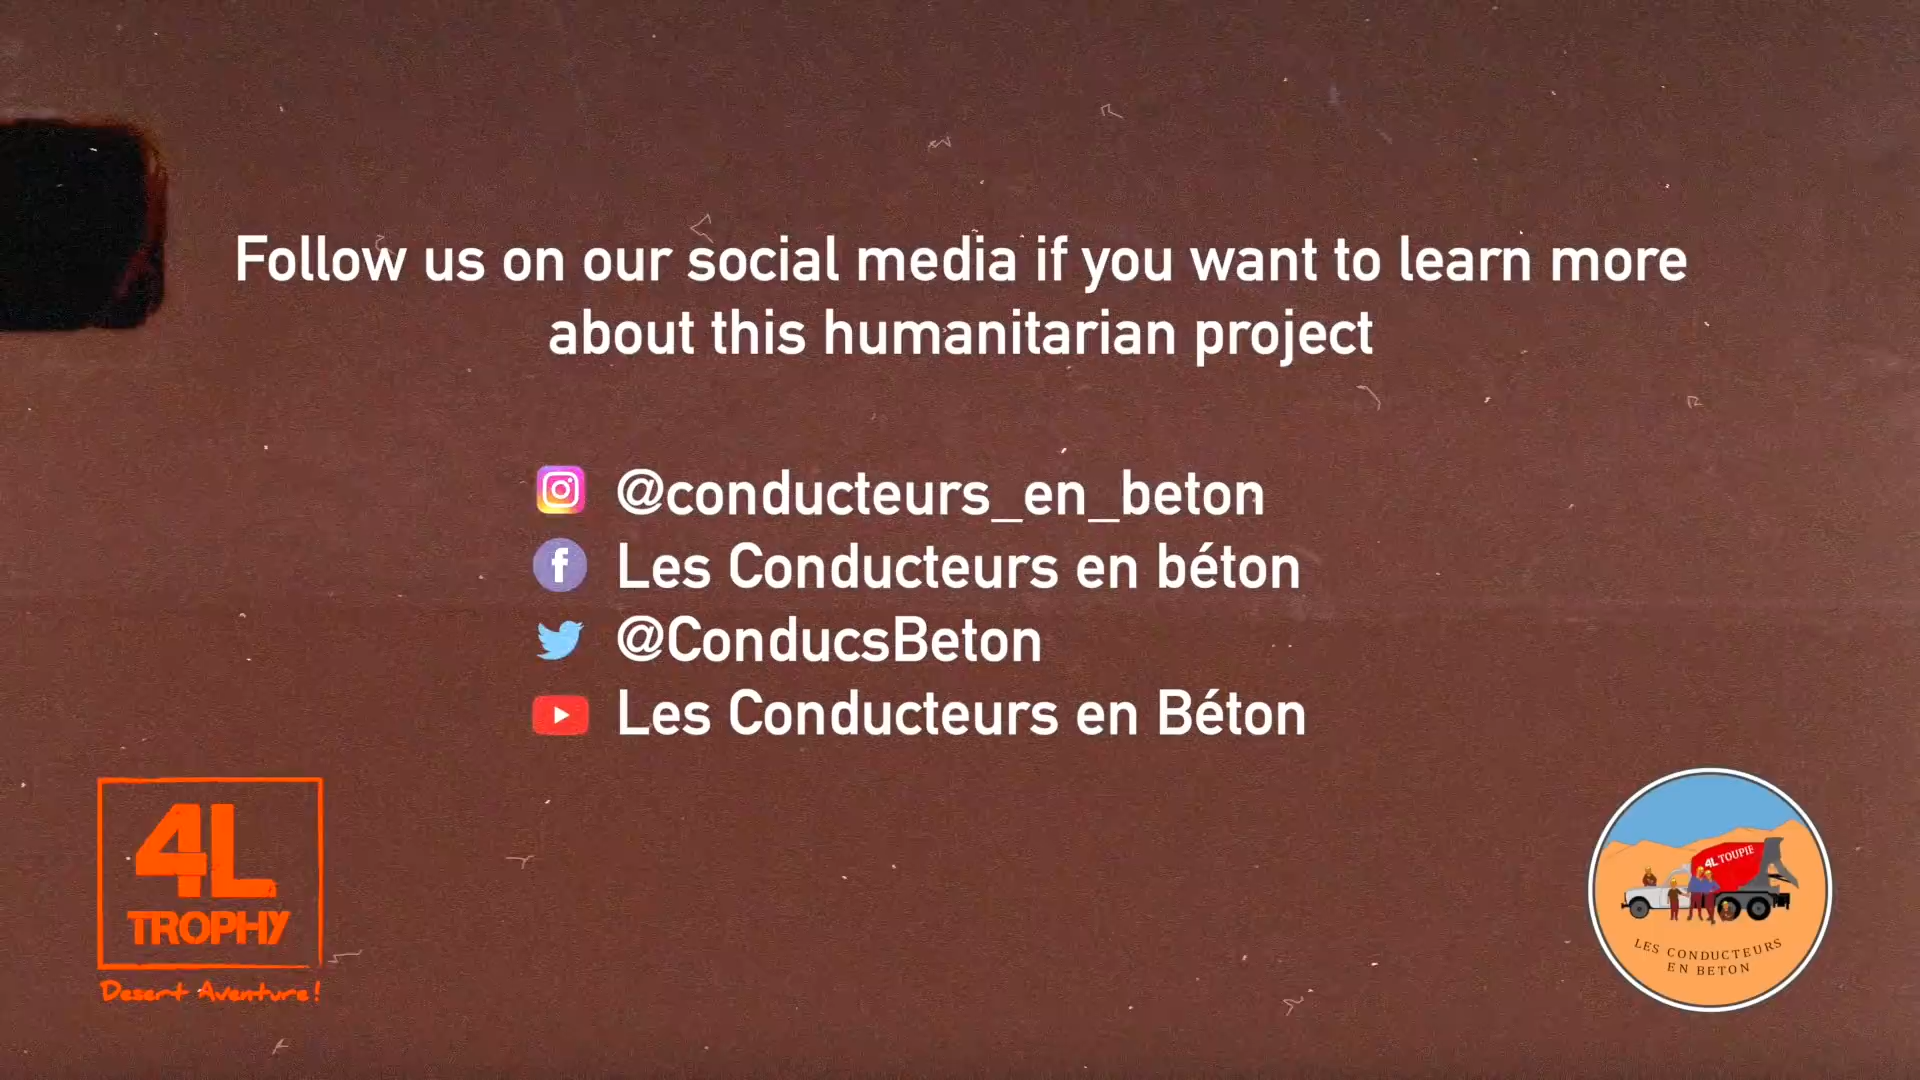 Follow us on our social media if you want to learn more
about this humanitarian project
@conducteurs_en_beton
Les Conducteurs en béton
@ConducsBeton
Les Conducteurs en Béton
4L
TROPHY
Desert Aventure!
4L TOUPIE
LES CONDUCTEURS
EN BETON